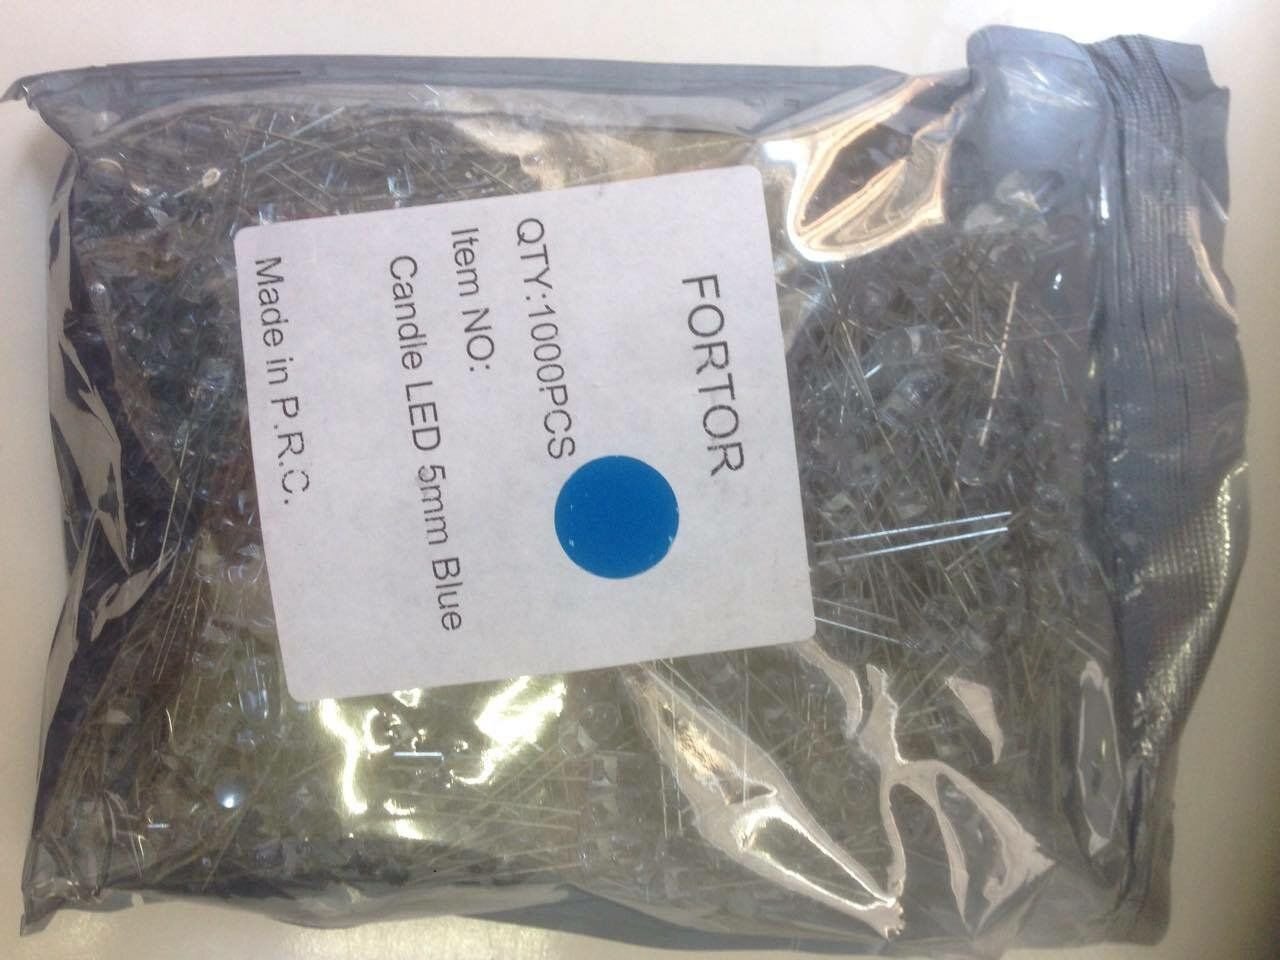 FORTOR
QTY:1000PCS
Item NO:
Candle LED 5mm Blue
Made in P.R.C.